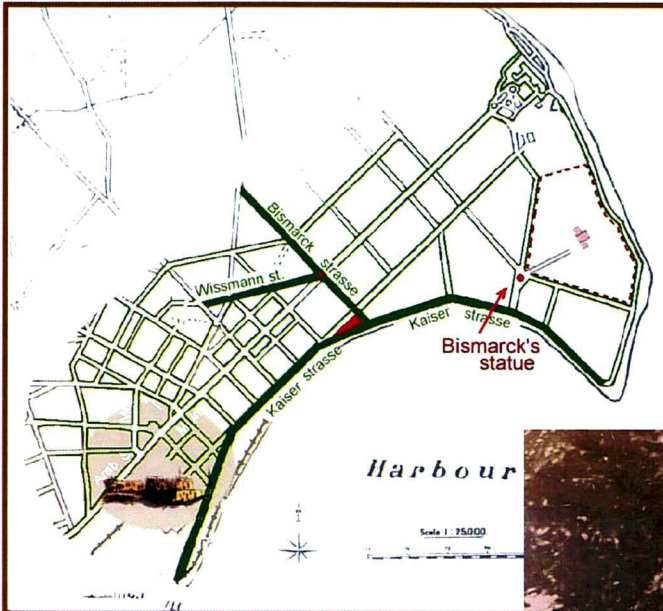 Bismarck strasse
Wissmann st.
Kaiser strasse
Kaiser strasse
Bismarck's
statue
Harbour
Scale 1 : 25,000